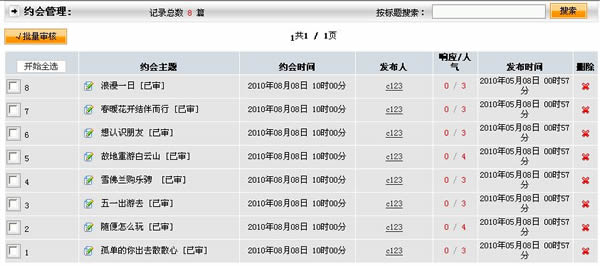 约会管理: 记录总数 8 篇 按标题搜索: 搜索
√批量审核 1共1 / 1页
开始全选 约会主题 约会时间 发布人 响应/人气 发布时间 删除
8 浪漫一日 [已审] 2010年08月08日 10时00分 c123 0 / 3 2010年05月08日 00时57分
7 春暖花开结伴而行 [已审] 2010年08月08日 10时00分 c123 0 / 3 2010年05月08日 00时57分
6 想认识朋友 [已审] 2010年08月08日 10时00分 c123 0 / 3 2010年05月08日 00时57分
5 故地重游白云山 [已审] 2010年08月08日 10时00分 c123 0 / 4 2010年05月08日 00时57分
4 雪佛兰购乐骋 [已审] 2010年08月08日 10时00分 c123 0 / 3 2010年05月08日 00时57分
3 五一出游去 [已审] 2010年08月08日 10时00分 c123 0 / 3 2010年05月08日 00时57分
2 随便怎么玩 [已审] 2010年08月08日 10时00分 c123 0 / 4 2010年05月08日 00时57分
1 孤单的你出去散散心 [已审] 2010年08月08日 10时00分 c123 0 / 3 2010年05月08日 00时57分